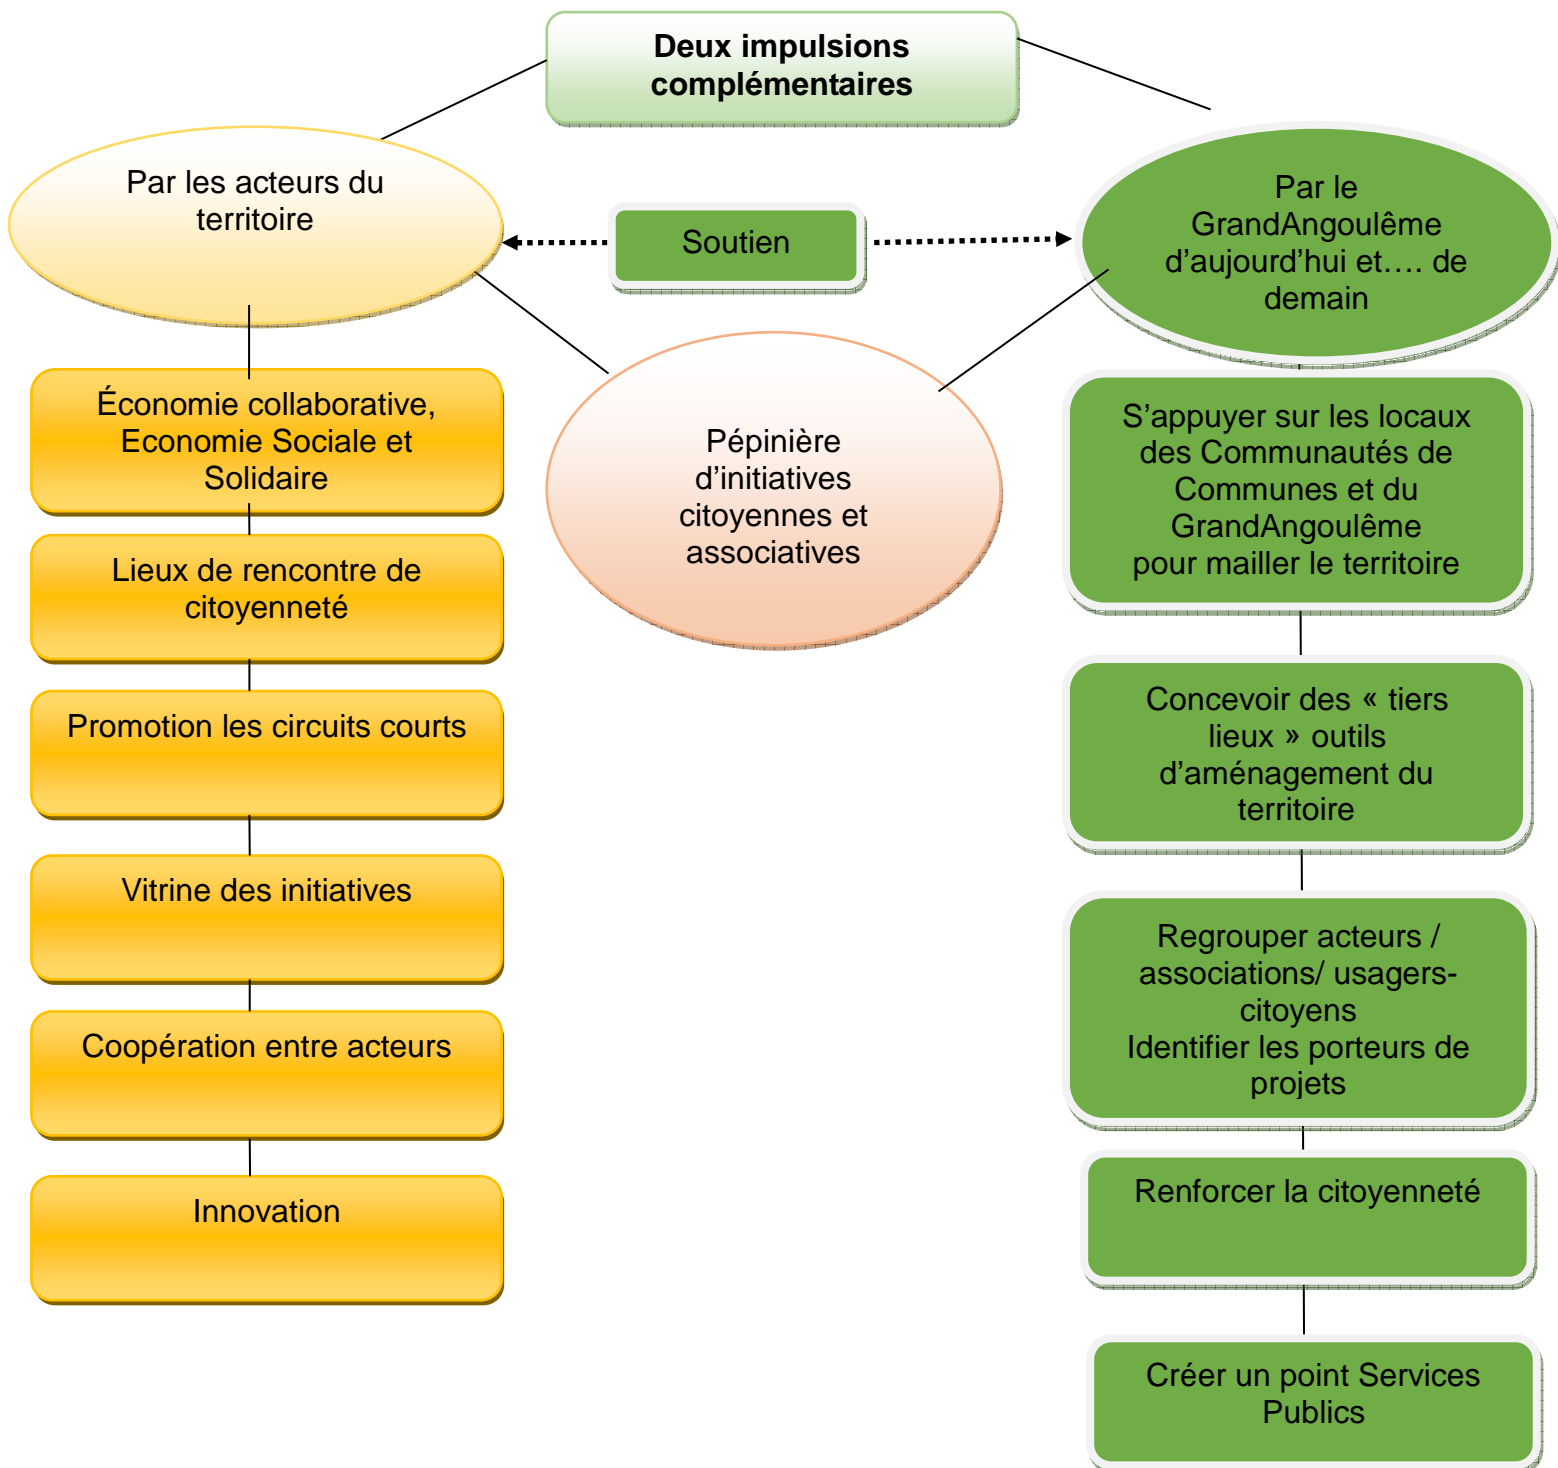 Deux impulsions
complémentaires
Par les acteurs du
territoire
Soutien
Par le
GrandAngoulême
d'aujourd'hui et…. de
demain
Pépinière
d'initiatives
citoyennes et
associatives
Économie collaborative,
Economie Sociale et
Solidaire
Lieux de rencontre de
citoyenneté
Promotion les circuits courts
Vitrine des initiatives
Coopération entre acteurs
Innovation
S'appuyer sur les locaux
des Communautés de
Communes et du
GrandAngoulême
pour mailler le territoire
Concevoir des « tiers
lieux » outils
d'aménagement du
territoire
Regrouper acteurs /
associations/ usagers-
citoyens
Identifier les porteurs de
projets
Renforcer la citoyenneté
Créer un point Services
Publics